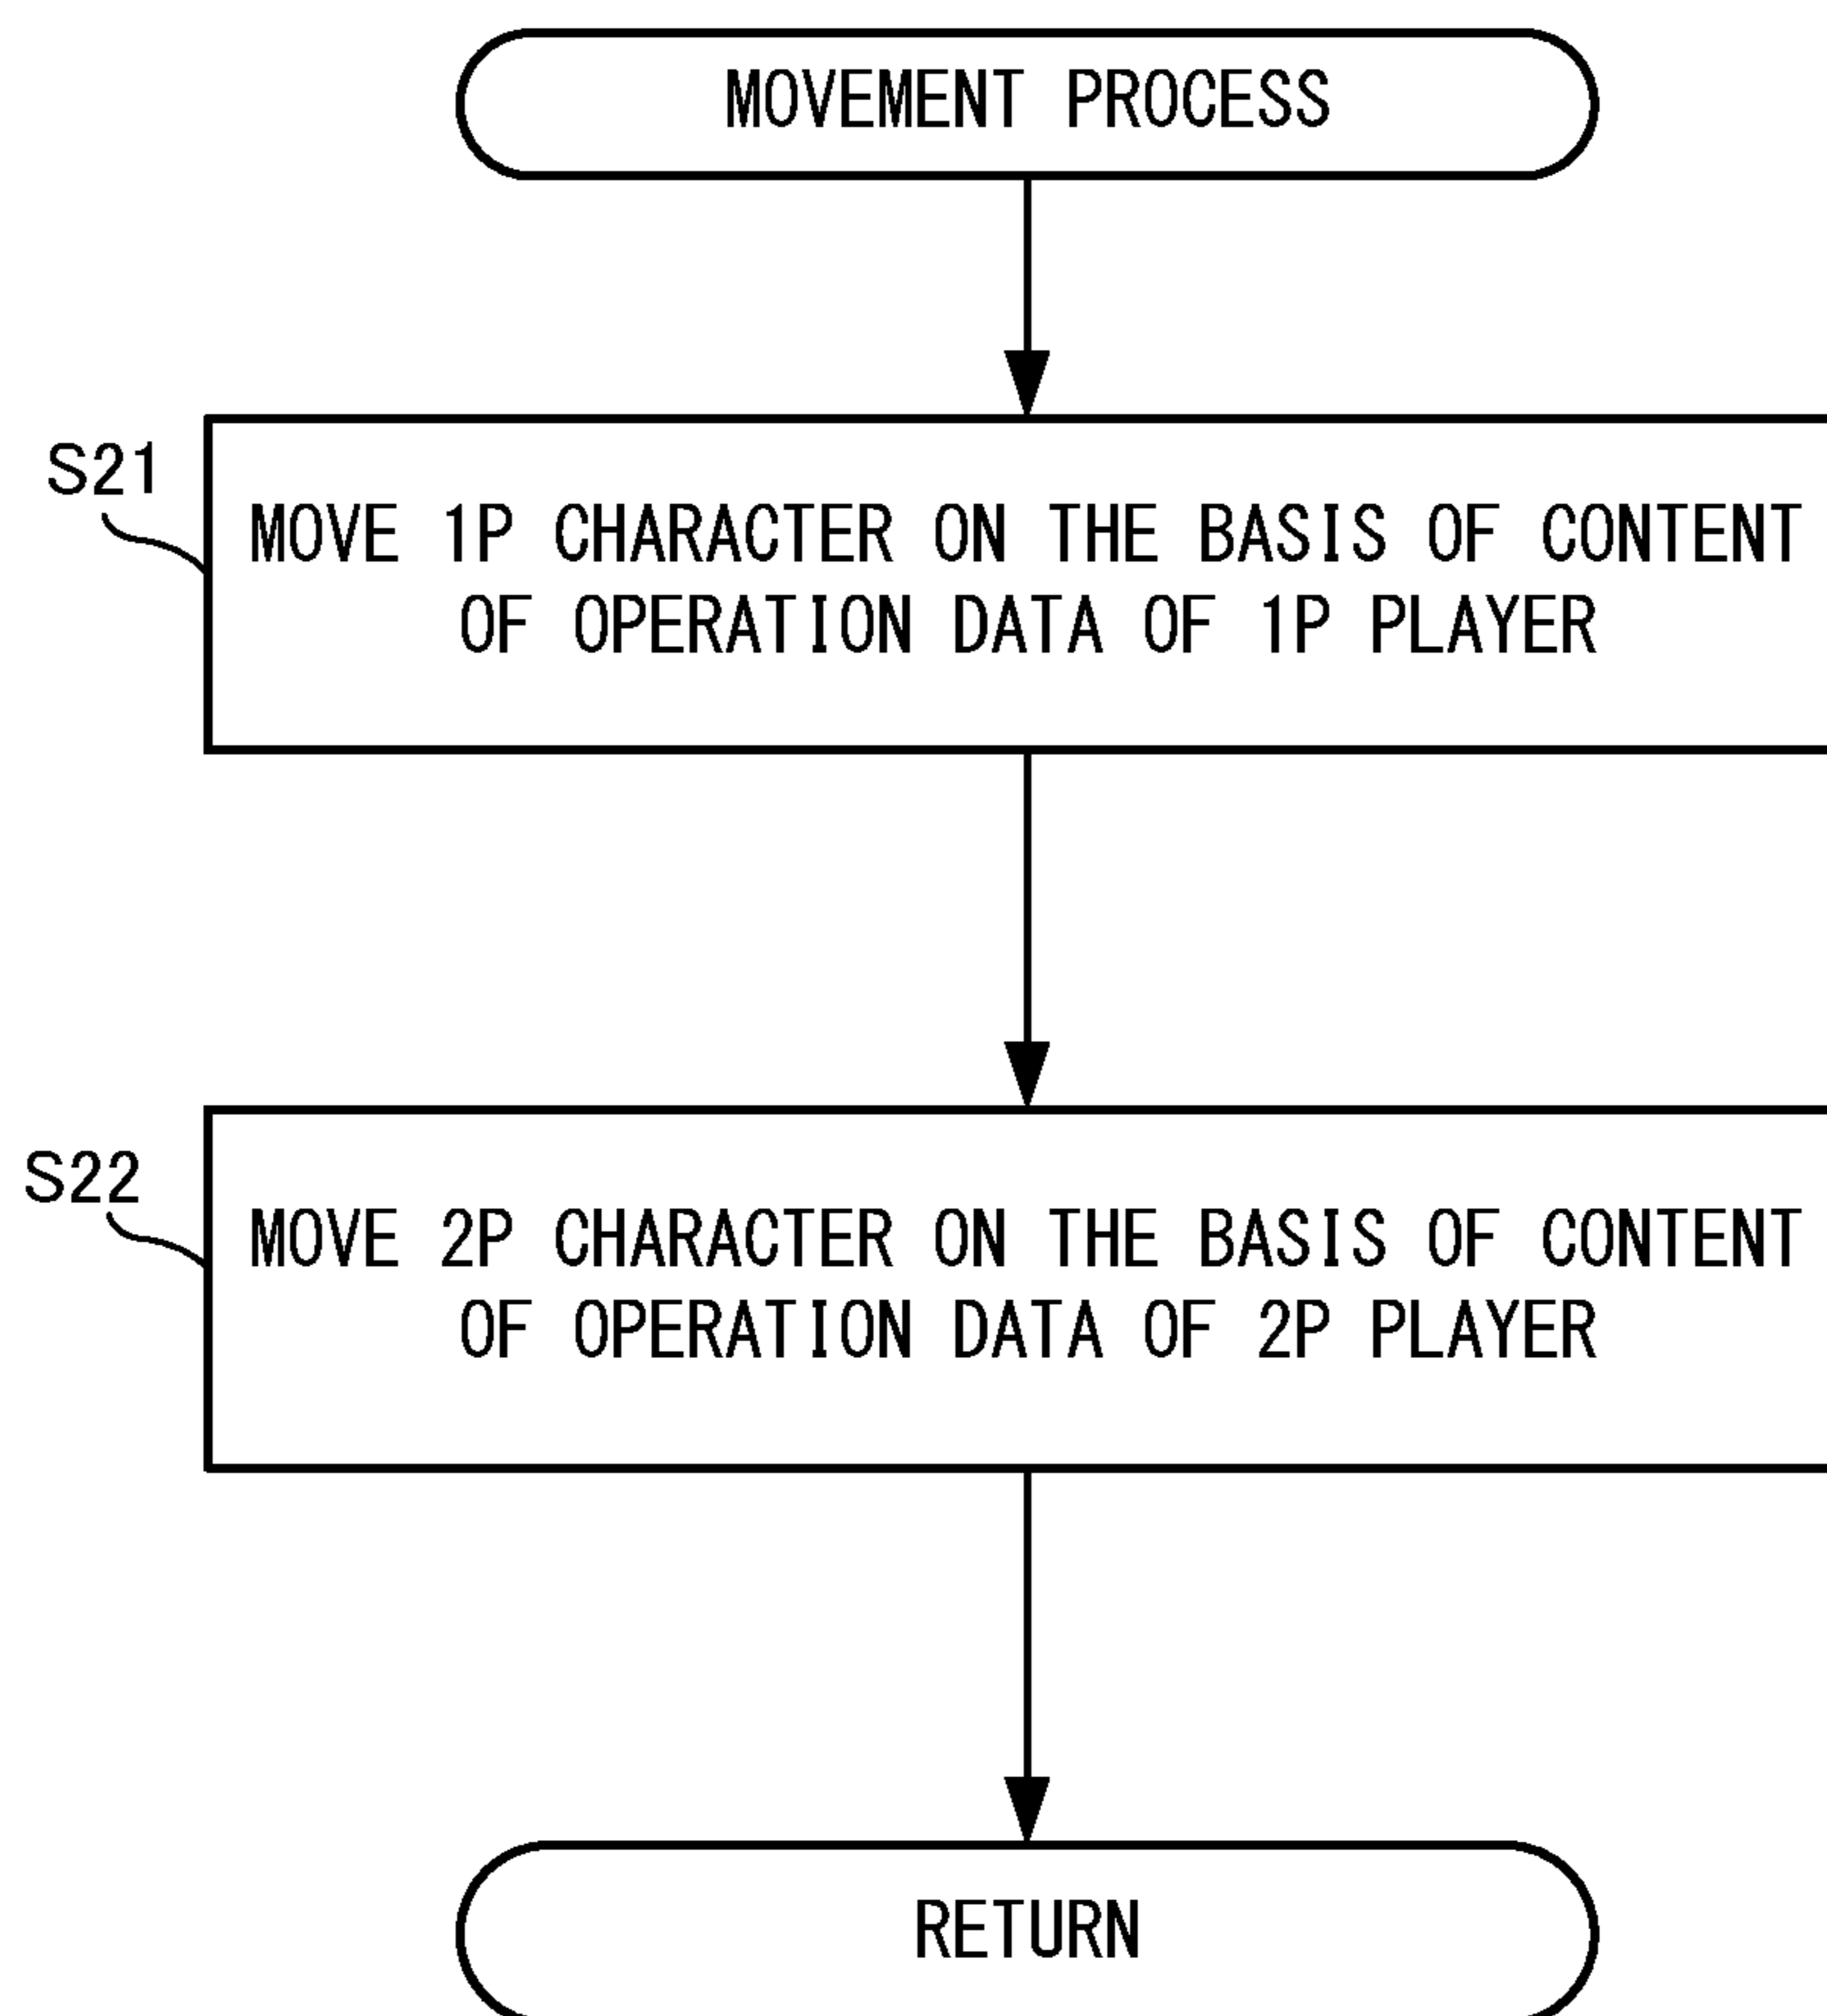 MOVEMENT PROCESS
S21
MOVE 1P CHARACTER ON THE BASIS OF CONTENT
OF OPERATION DATA OF 1P PLAYER
S22
MOVE 2P CHARACTER ON THE BASIS OF CONTENT
OF OPERATION DATA OF 2P PLAYER
RETURN